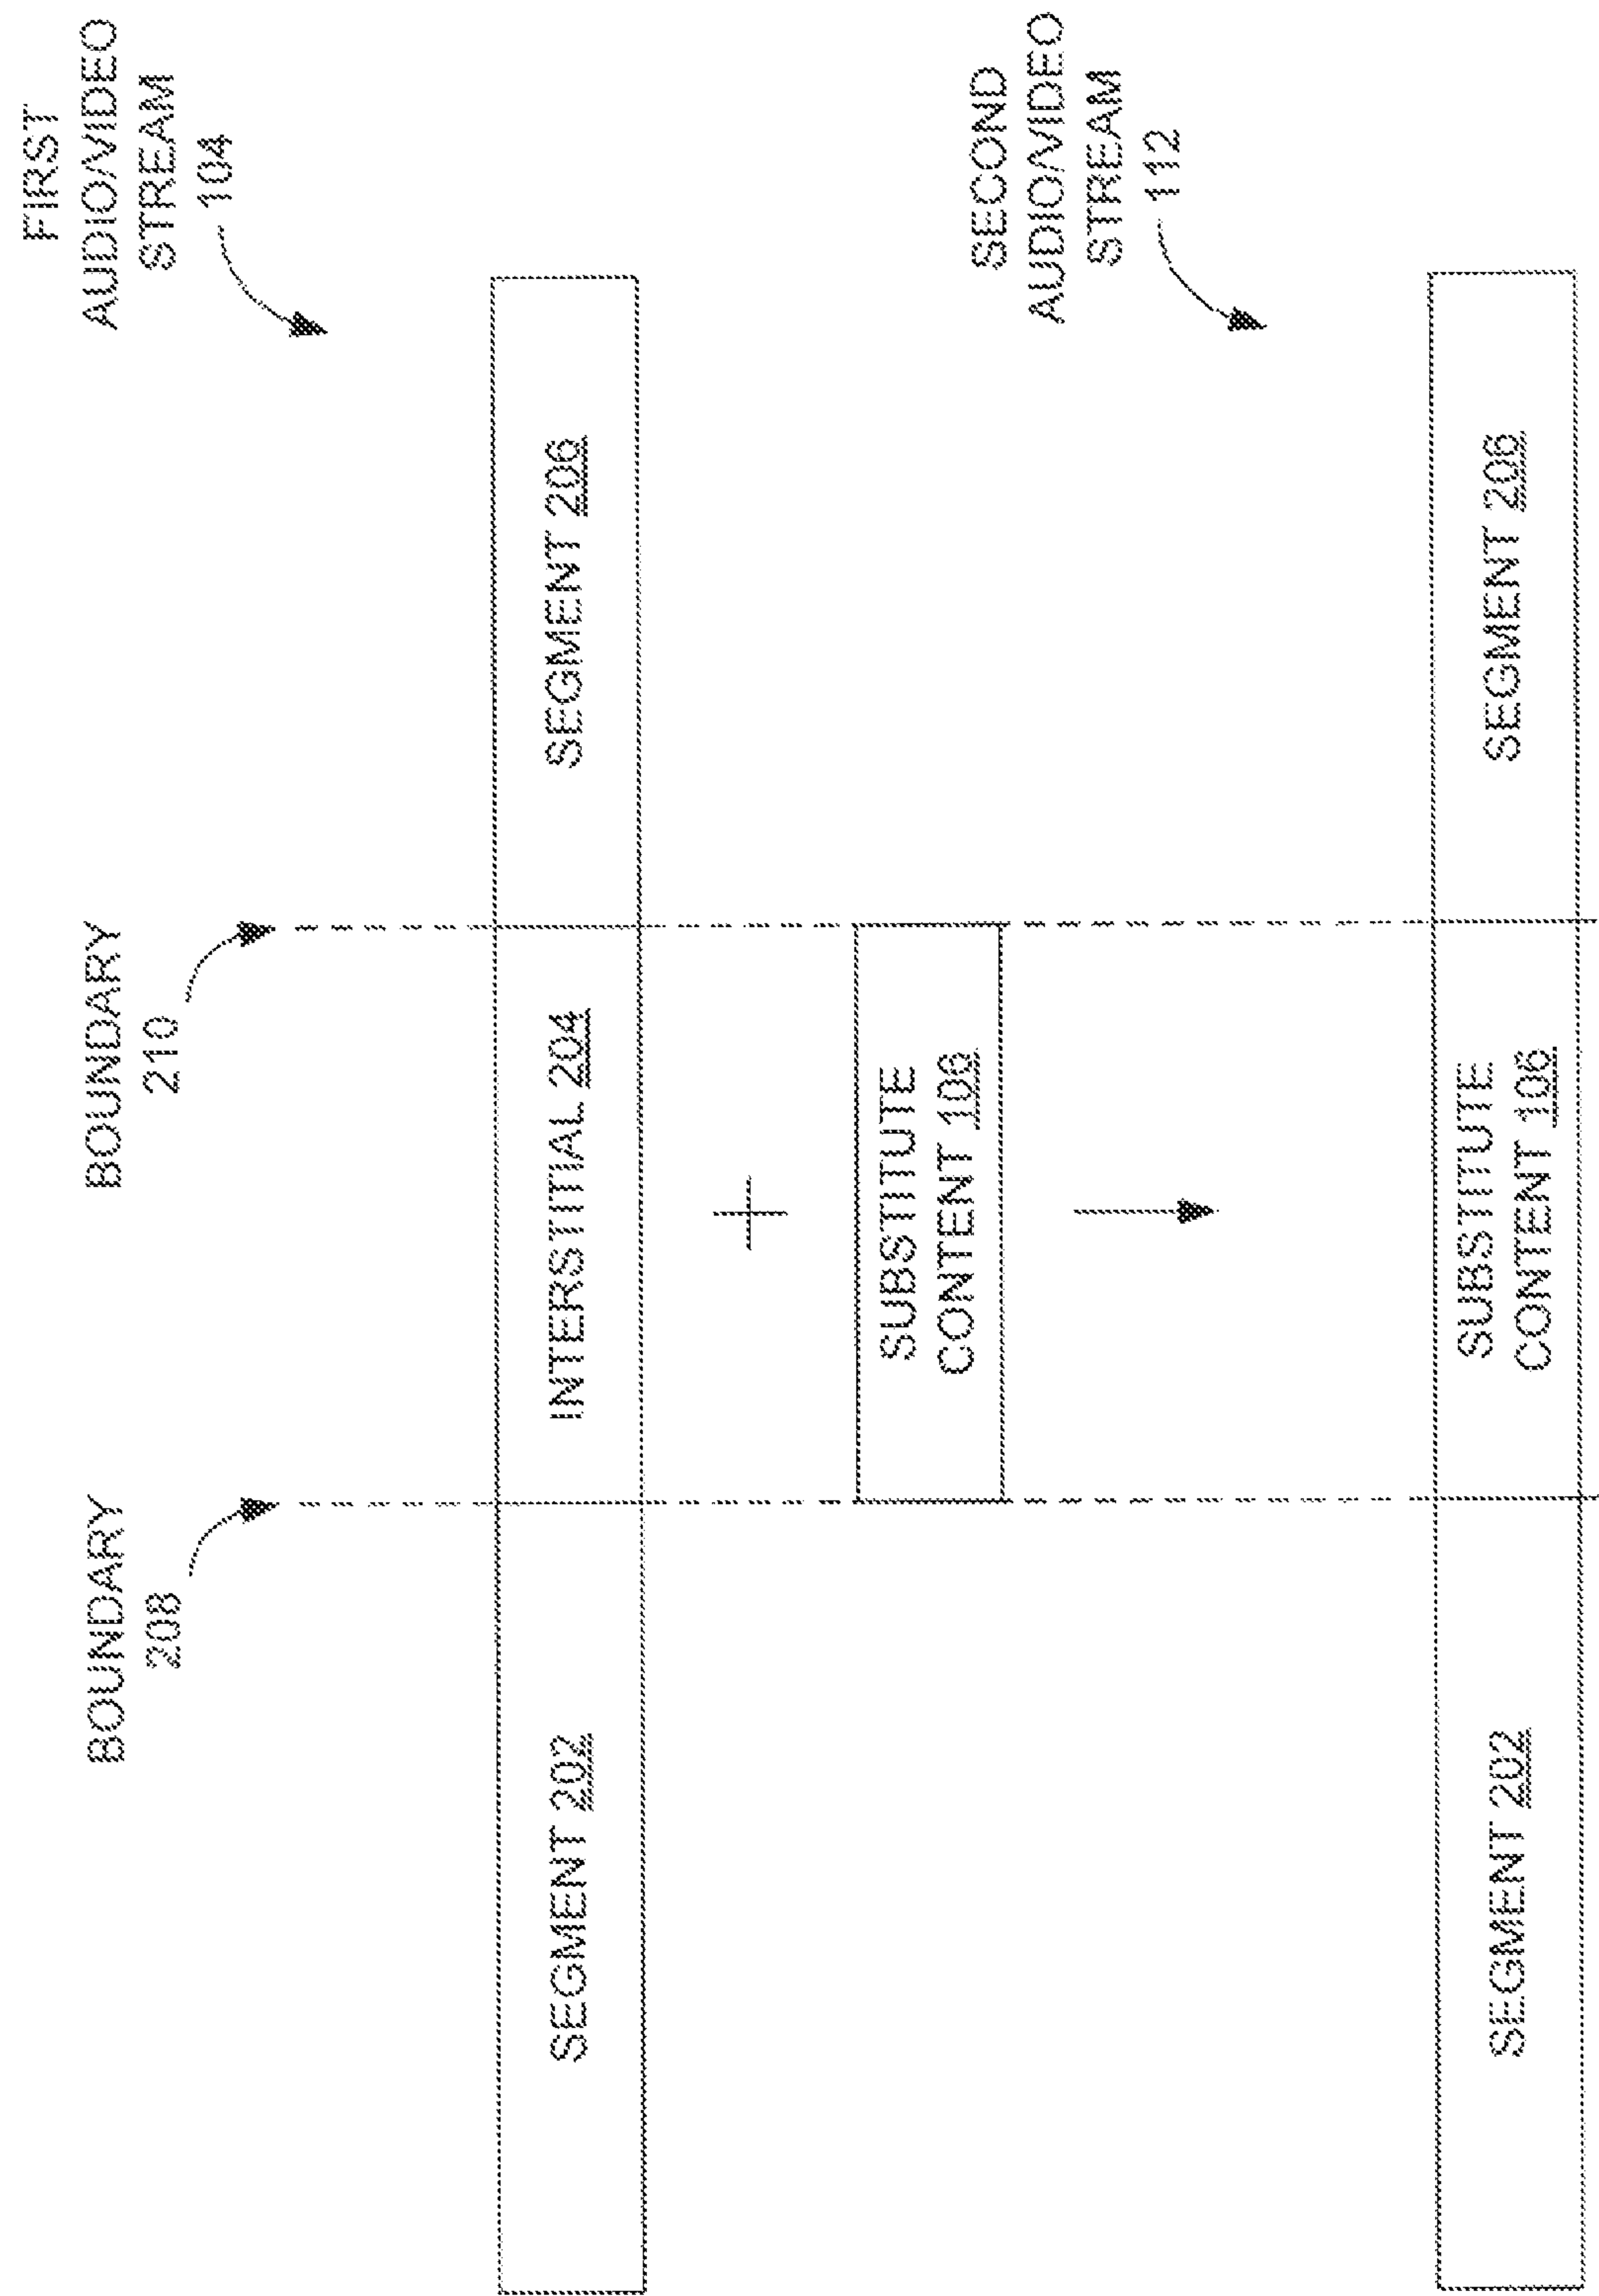 FIRST
AUDIO/VIDEO
STREAM
104
BOUNDARY
208
BOUNDARY
210
SEGMENT 202
INTERSTITIAL 204
SEGMENT 206
SUBSTITUTE
CONTENT 106
SECOND
AUDIO/VIDEO
STREAM
112
SEGMENT 202
SUBSTITUTE
CONTENT 106
SEGMENT 206